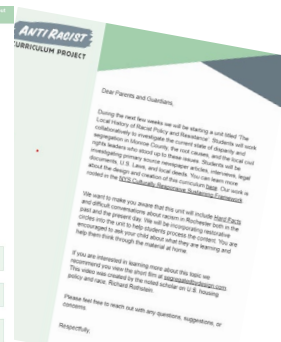 ANTI RACIST
CURRICULUM PROJECT
Dear Parents and Guardians,
During the next few weeks we will be starting a unit titled "The
Local History of Racist Policy and Resistance". Students will work
collaboratively to investigate the current state of disparity and
segregation in Monroe County, the root causes, and the local civil
rights leaders who stood up to these issues. Students will be
investigating primary source newspaper articles, interviews, legal
documents, U.S. Laws, and local deeds. You can learn more
about the design and creation of this curriculum here. Our work is
rooted in the NYS Culturally Responsive Sustaining Framework.
We want to make you aware that this unit will include Hard Facts
and difficult conversations about racism in Rochester both in the
past and the present day. We will be incorporating restorative
circles into the unit to help students process the content. You are
encouraged to ask your child about what they are learning and
help them think through the material at home.
If you are interested in learning more about this topic we
recommend you view the short film at segregatedbydesign.com.
This video was created by the noted scholar on U.S. housing
policy and race, Richard Rothstein.
Please feel free to reach out with any questions, suggestions, or
concerns.
Respectfully,